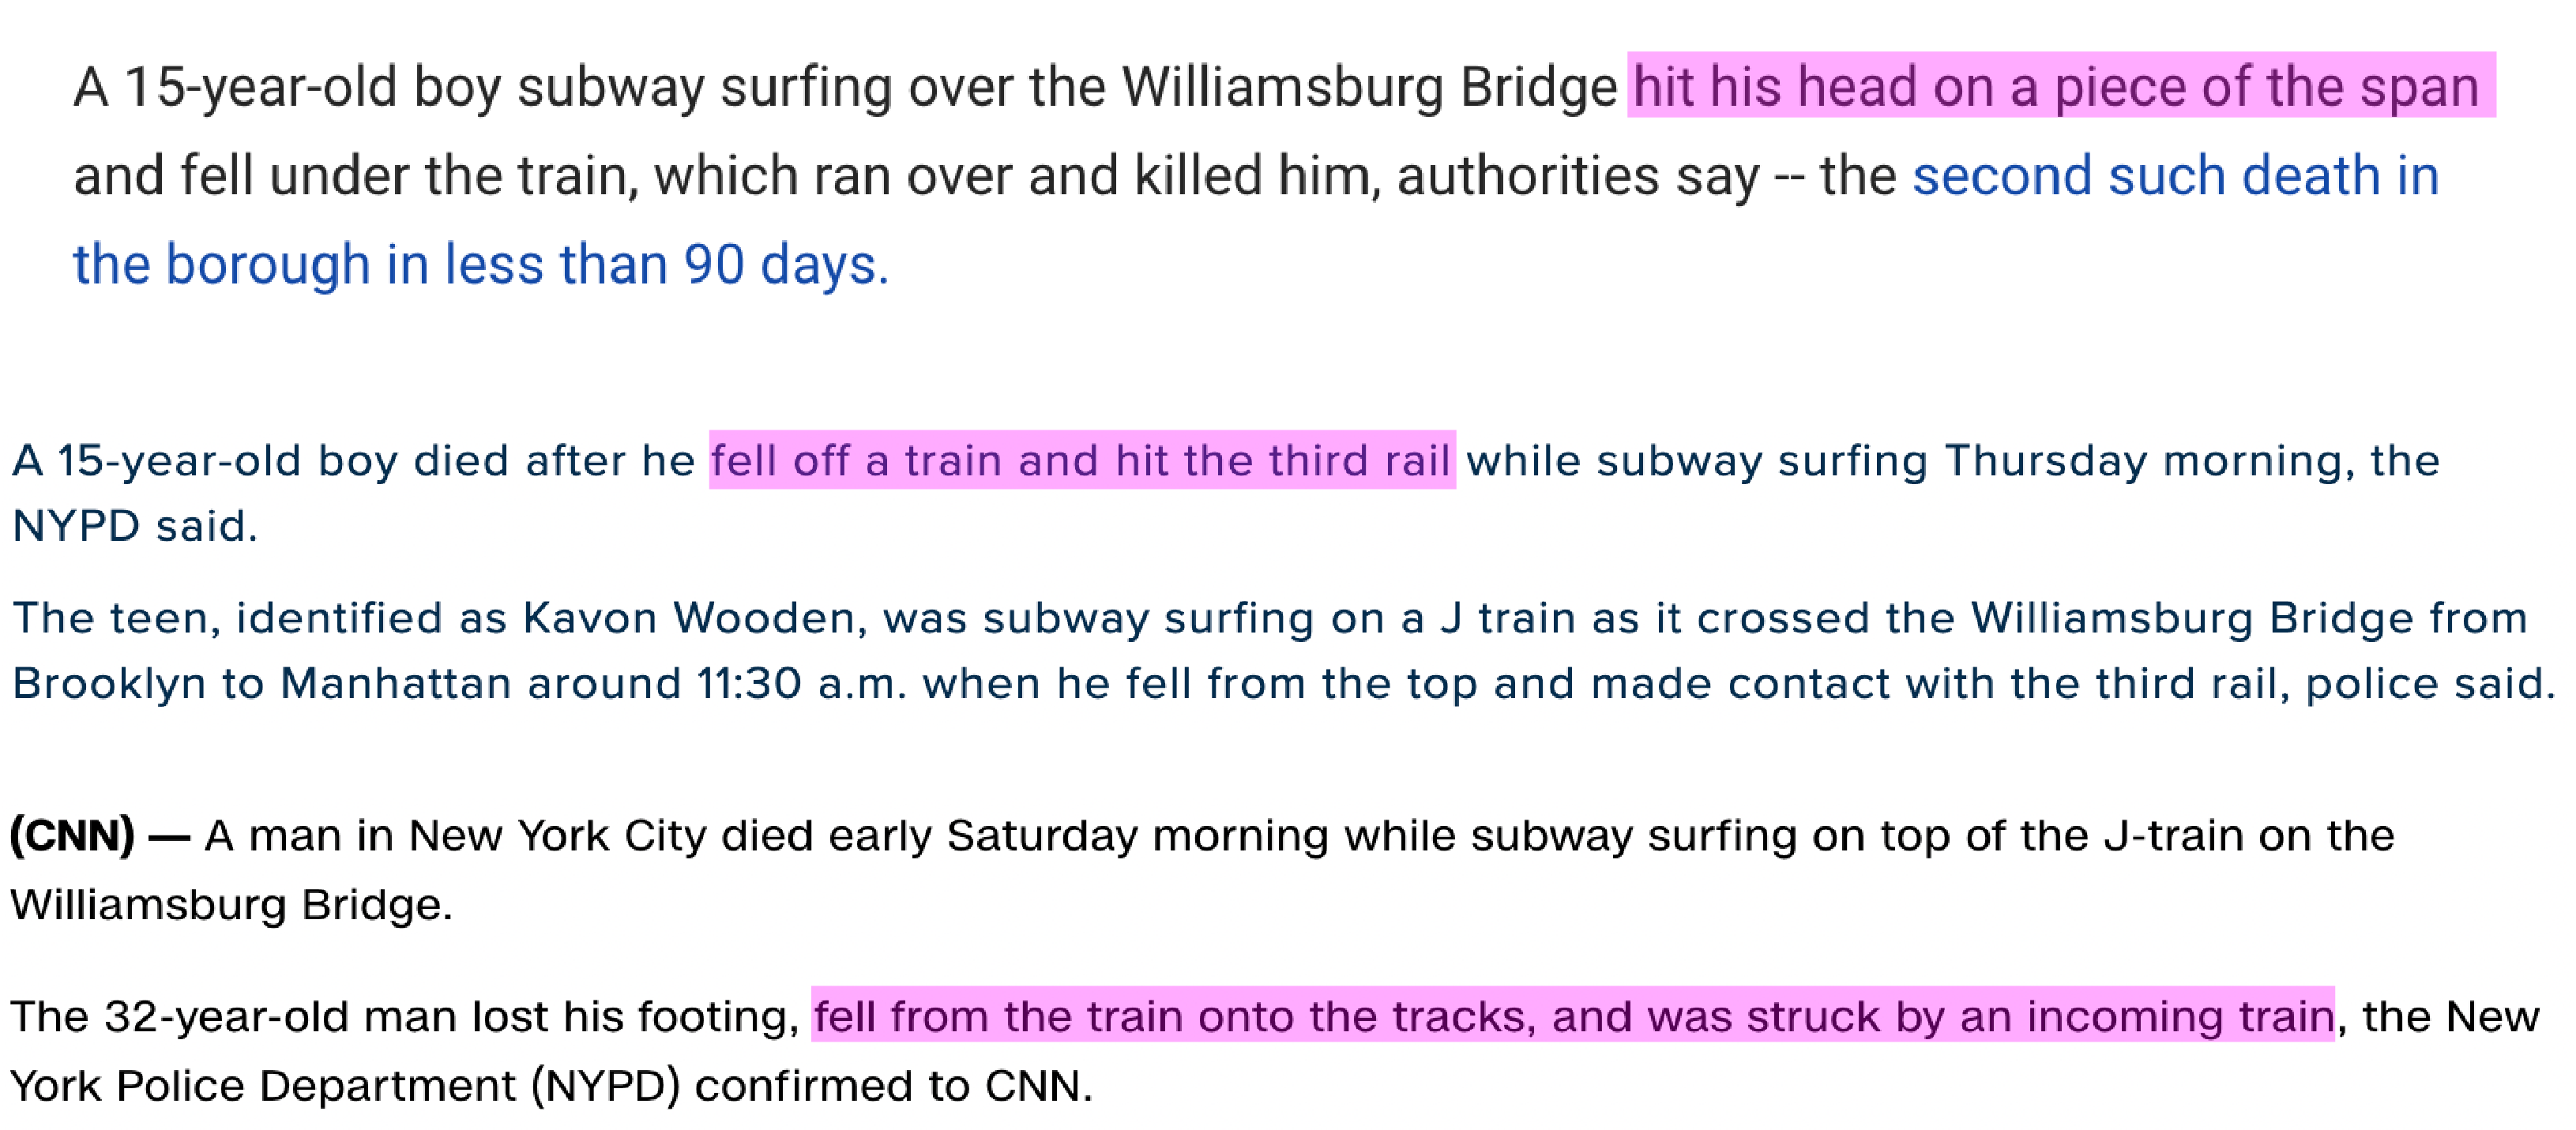 A 15-year-old boy subway surfing over the Williamsburg Bridge hit his head on a piece of the span
and fell under the train, which ran over and killed him, authorities say -- the second such death in
the borough in less than 90 days.
A 15-year-old boy died after he fell off a train and hit the third rail while subway surfing Thursday morning, the
NYPD said.
The teen, identified as Kavon Wooden, was subway surfing on a J train as it crossed the Williamsburg Bridge from
Brooklyn to Manhattan around 11:30 a.m. when he fell from the top and made contact with the third rail, police said.
(CNN) — A man in New York City died early Saturday morning while subway surfing on top of the J-train on the
Williamsburg Bridge.
The 32-year-old man lost his footing, fell from the train onto the tracks, and was struck by an incoming train, the New
York Police Department (NYPD) confirmed to CNN.